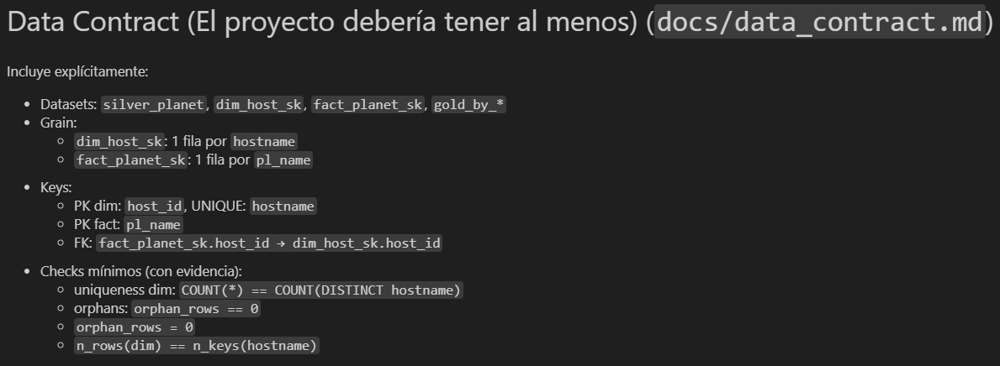 Data Contract (El proyecto debería tener al menos) (docs/data_contract.md)
Incluye explícitamente:
• Datasets: silver_planet, dim_host_sk, fact_planet_sk, gold_by_*
• Grain:
◦ dim_host_sk: 1 fila por hostname
◦ fact_planet_sk: 1 fila por pl_name
• Keys:
◦ PK dim: host_id, UNIQUE: hostname
◦ PK fact: pl_name
◦ FK: fact_planet_sk.host_id → dim_host_sk.host_id
• Checks mínimos (con evidencia):
◦ uniqueness dim: COUNT(*) == COUNT(DISTINCT hostname)
◦ orphans: orphan_rows == 0
◦ orphan_rows = 0
◦ n_rows(dim) == n_keys(hostname)